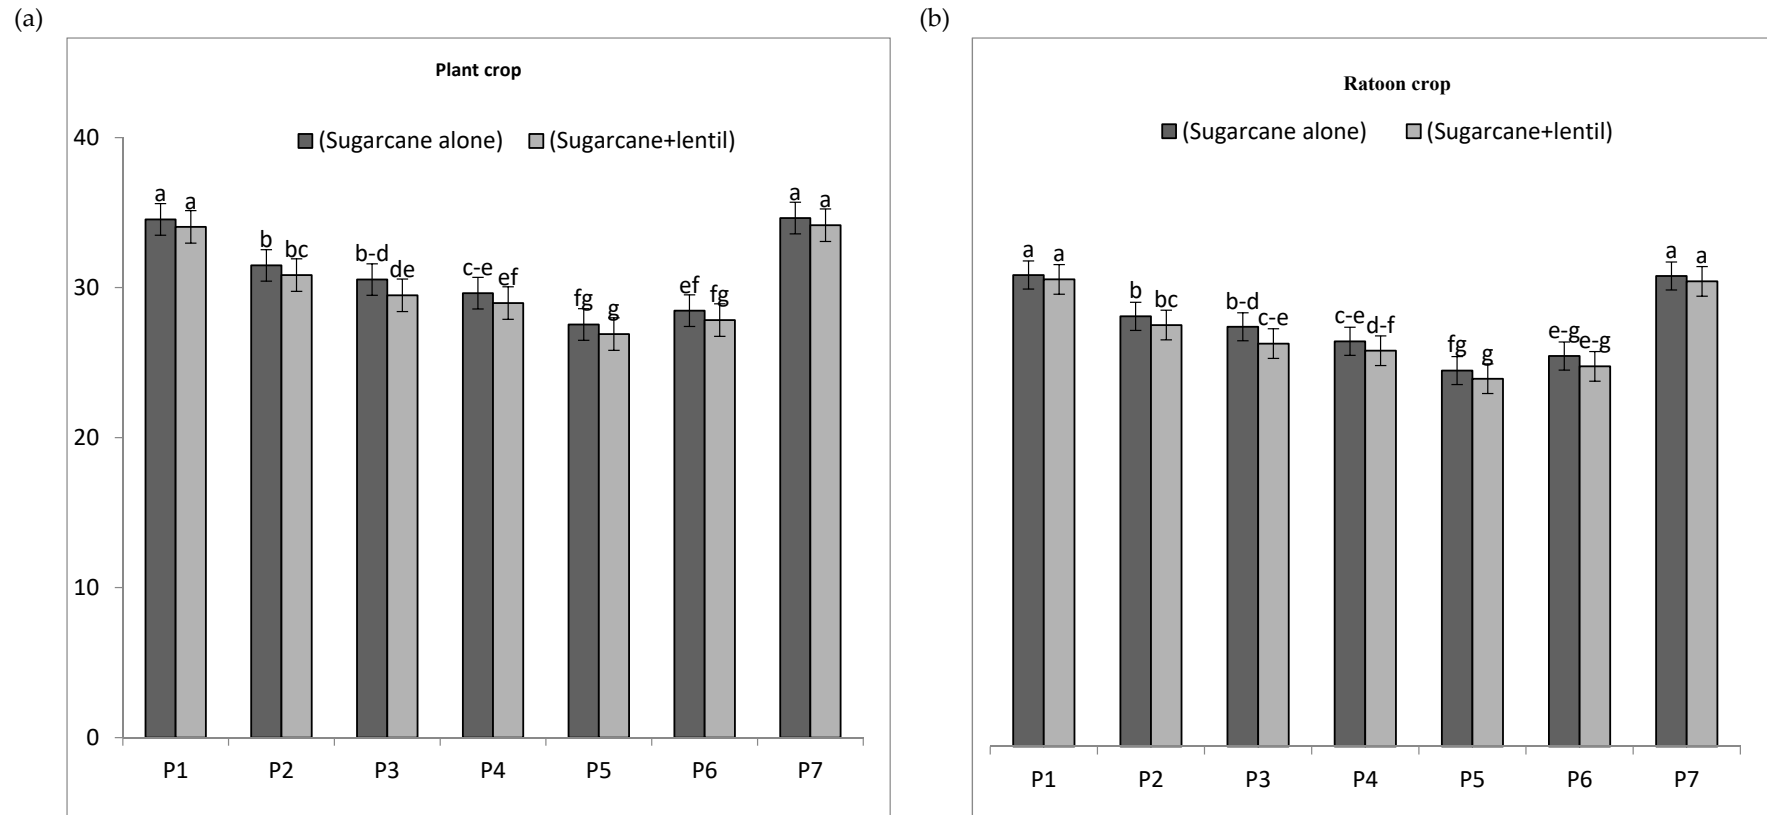 (a)
Plant crop
(Sugarcane alone) (Sugarcane+lentil)
40
30
20
10
0
a a b bc b-d de c-e ef fg g ef fg a a
P1 P2 P3 P4 P5 P6 P7
(b)
Ratoon crop
(Sugarcane alone) (Sugarcane+lentil)
a a b bc b-d c-e c-e d-f fg g e-g e-g a a
P1 P2 P3 P4 P5 P6 P7